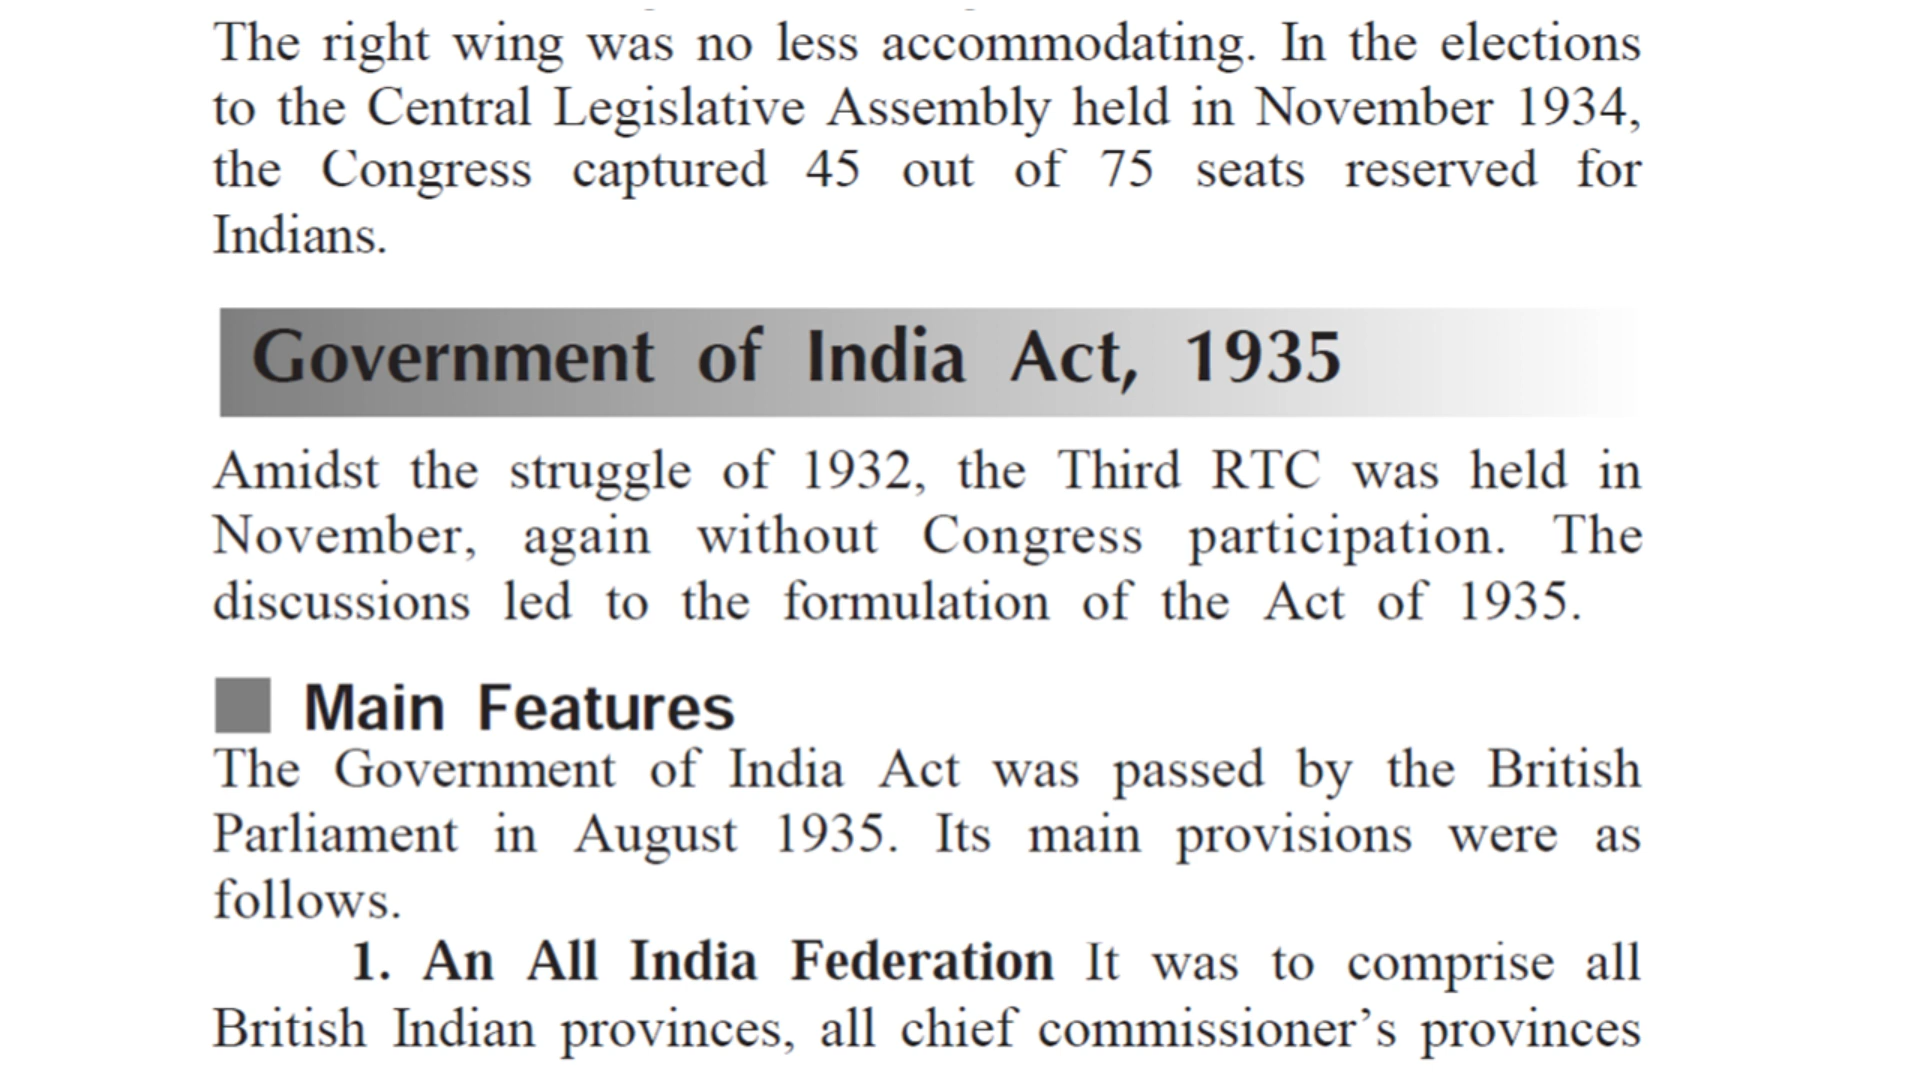 The right wing was no less accommodating. In the elections
to the Central Legislative Assembly held in November 1934,
the Congress captured 45 out of 75 seats reserved for
Indians.
Government of India Act, 1935
Amidst the struggle of 1932, the Third RTC was held in
November, again without Congress participation. The
discussions led to the formulation of the Act of 1935.
Main Features
The Government of India Act was passed by the British
Parliament in August 1935. Its main provisions were as
follows.
1. An All India Federation It was to comprise all
British Indian provinces, all chief commissioner’s provinces